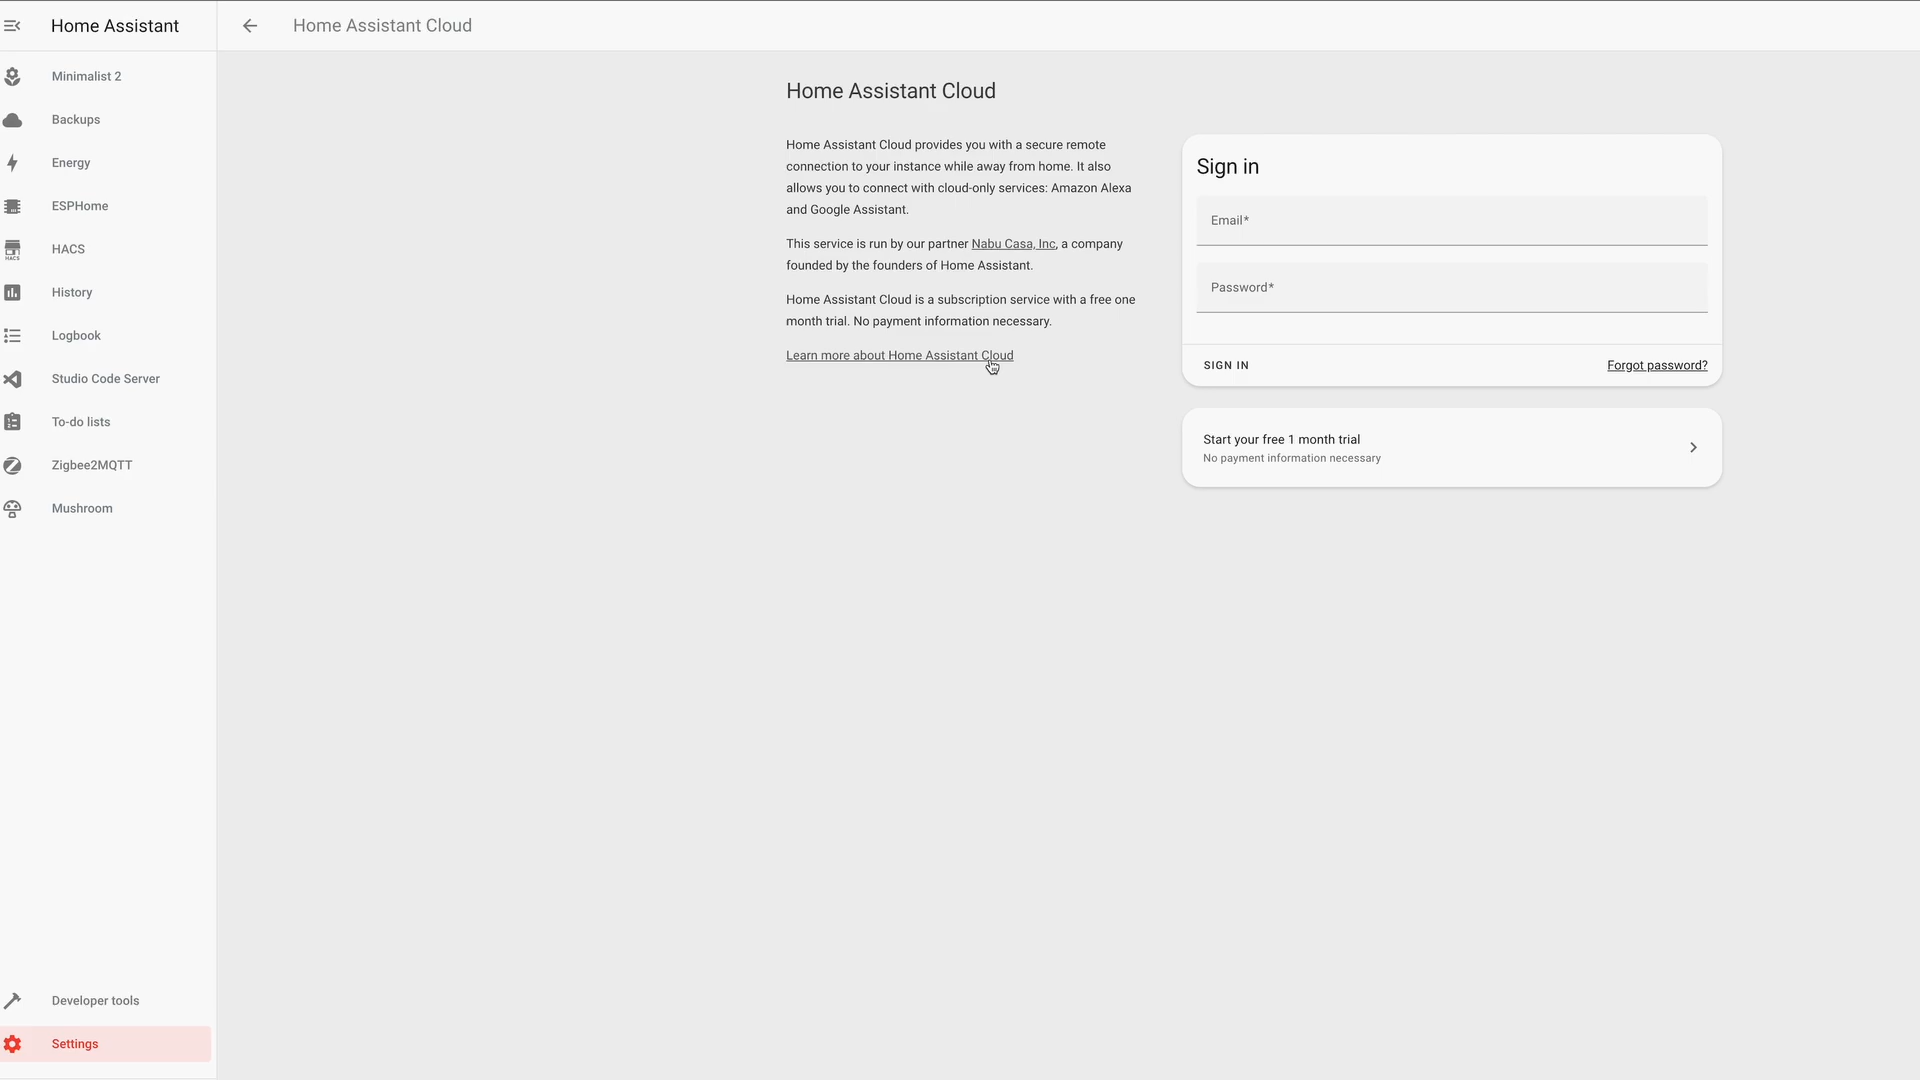 Home Assistant
Home Assistant Cloud
Minimalist 2
Backups
Energy
ESPHome
HACS
HACS
History
Logbook
Studio Code Server
To-do lists
Zigbee2MQTT
Mushroom
Developer tools
Settings
Home Assistant Cloud
Home Assistant Cloud provides you with a secure remote
connection to your instance while away from home. It also
allows you to connect with cloud-only services: Amazon Alexa
and Google Assistant.
This service is run by our partner Nabu Casa, Inc, a company
founded by the founders of Home Assistant.
Home Assistant Cloud is a subscription service with a free one
month trial. No payment information necessary.
Learn more about Home Assistant Cloud
Sign in
Email*
Password*
SIGN IN
Forgot password?
Start your free 1 month trial
No payment information necessary